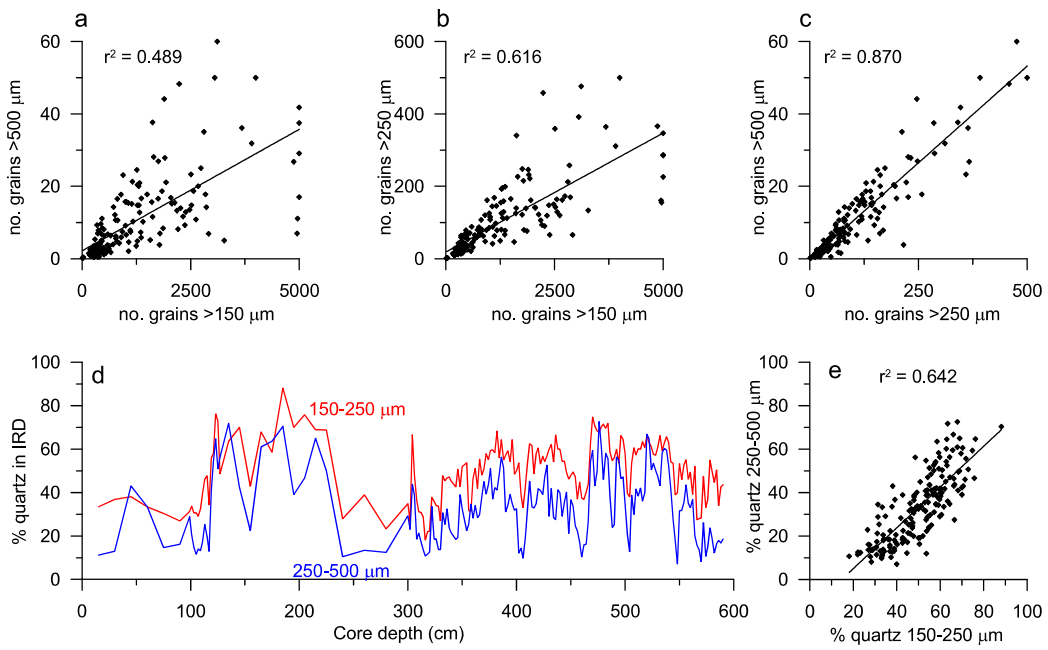 a
r² = 0.489
60
40
20
0
no. grains >500 µm
0
2500
5000
no. grains >150 µm
b
r² = 0.616
600
400
200
0
no. grains >250 µm
0
2500
5000
no. grains >150 µm
c
r² = 0.870
60
40
20
0
no. grains >500 µm
0
500
no. grains >250 µm
d
150-250 µm
250-500 µm
100
80
60
40
20
0
% quartz in IRD
0
100
200
300
400
500
600
Core depth (cm)
e
r² = 0.642
100
80
60
40
20
0
% quartz 250-500 µm
0
20
40
60
80
100
% quartz 150-250 µm